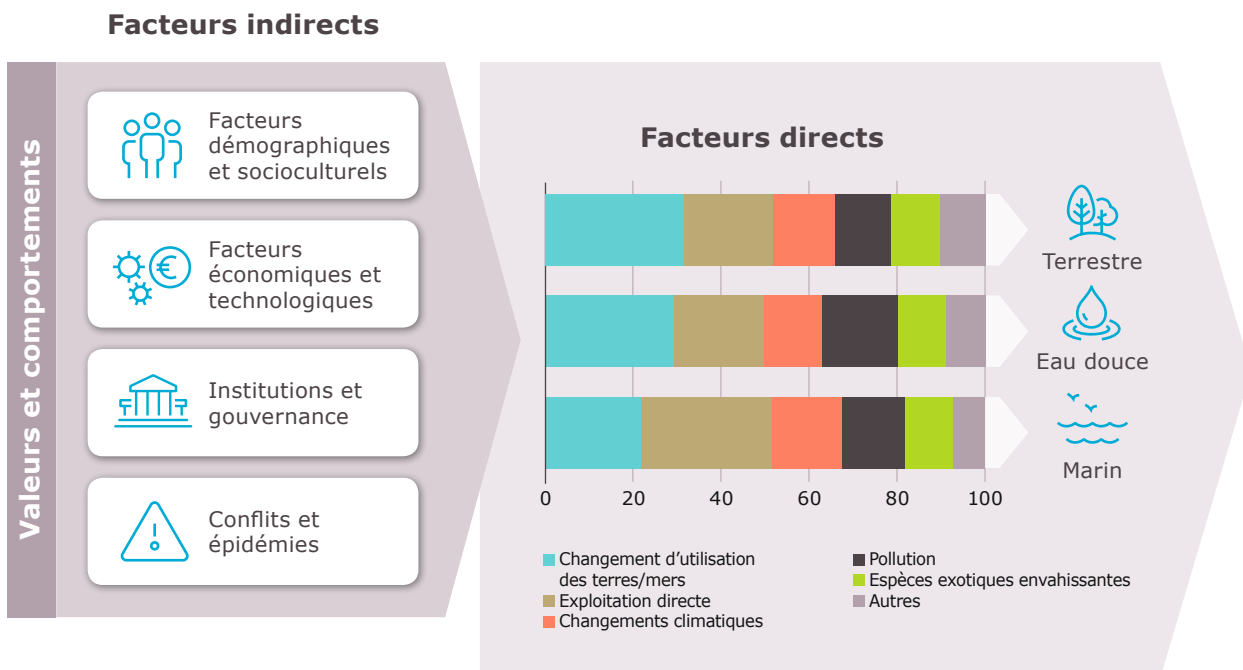 Facteurs indirects
Valeurs et comportements
Facteurs
démographiques
et socioculturels
Facteurs
économiques et
technologiques
€
Institutions et
gouvernance
Conflits et
épidémies
Facteurs directs
Terrestre
Eau douce
Marin
0 20 40 60 80 100
Changement d’utilisation
des terres/mers
Exploitation directe
Changements climatiques
Pollution
Espèces exotiques envahissantes
Autres